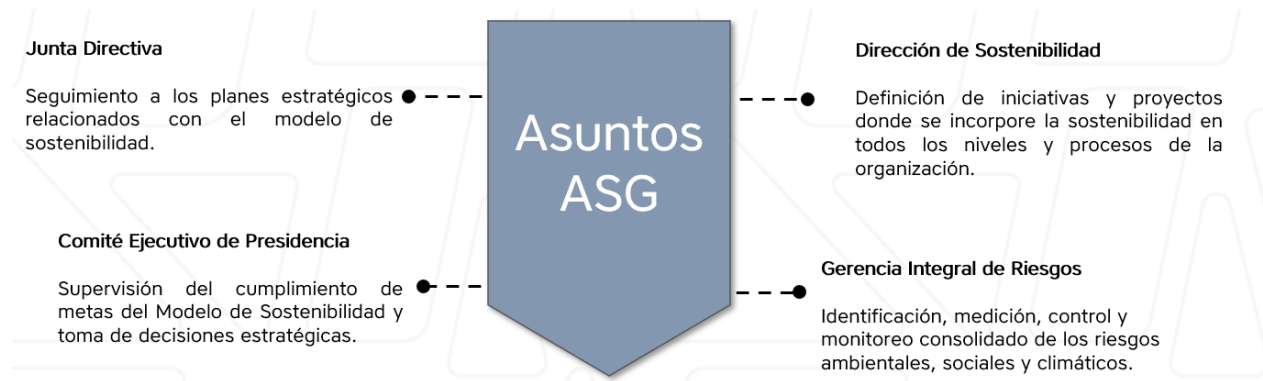 Junta Directiva
Seguimiento a los planes estratégicos
relacionados con el modelo de
sostenibilidad.
Comité Ejecutivo de Presidencia
Supervisión del cumplimiento de
metas del Modelo de Sostenibilidad y
toma de decisiones estratégicas.
Asuntos
ASG
Dirección de Sostenibilidad
Definición de iniciativas y proyectos
donde se incorpore la sostenibilidad en
todos los niveles y procesos de la
organización.
Gerencia Integral de Riesgos
Identificación, medición, control y
monitoreo consolidado de los riesgos
ambientales, sociales y climáticos.